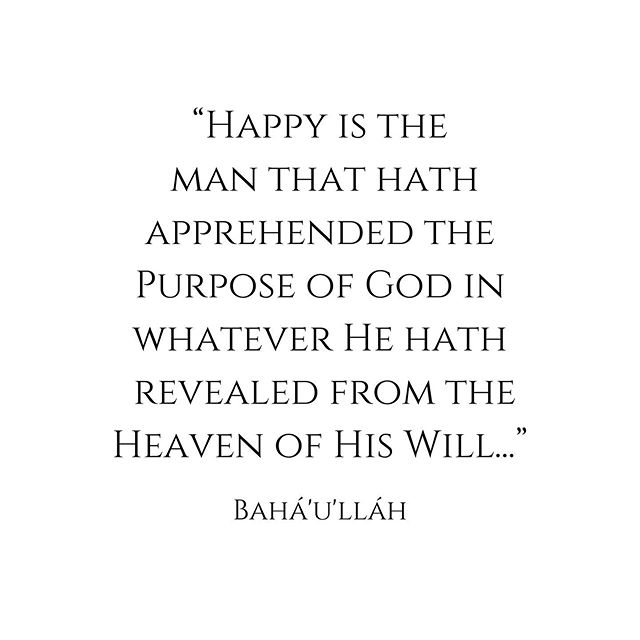 “Happy is the
man that hath
apprehended the
Purpose of God in
whatever He hath
revealed from the
Heaven of His Will...”
Bahá'u'lláh